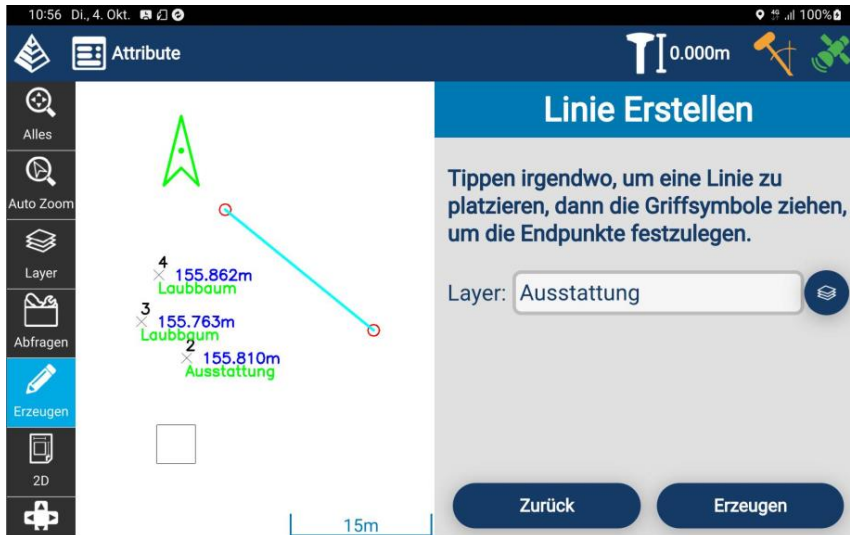 10:56 Di., 4. Okt.
4G 100%
Attribute
0.000m
Alles
Auto Zoom
Layer
Abfragen
Erzeugen
2D
4
155.862m
Laubbaum
3
155.763m
Laubbaum
2
155.810m
Ausstattung
15m
Linie Erstellen
Tippen irgendwo, um eine Linie zu
platzieren, dann die Griffsymbole ziehen,
um die Endpunkte festzulegen.
Layer: Ausstattung
Zurück
Erzeugen